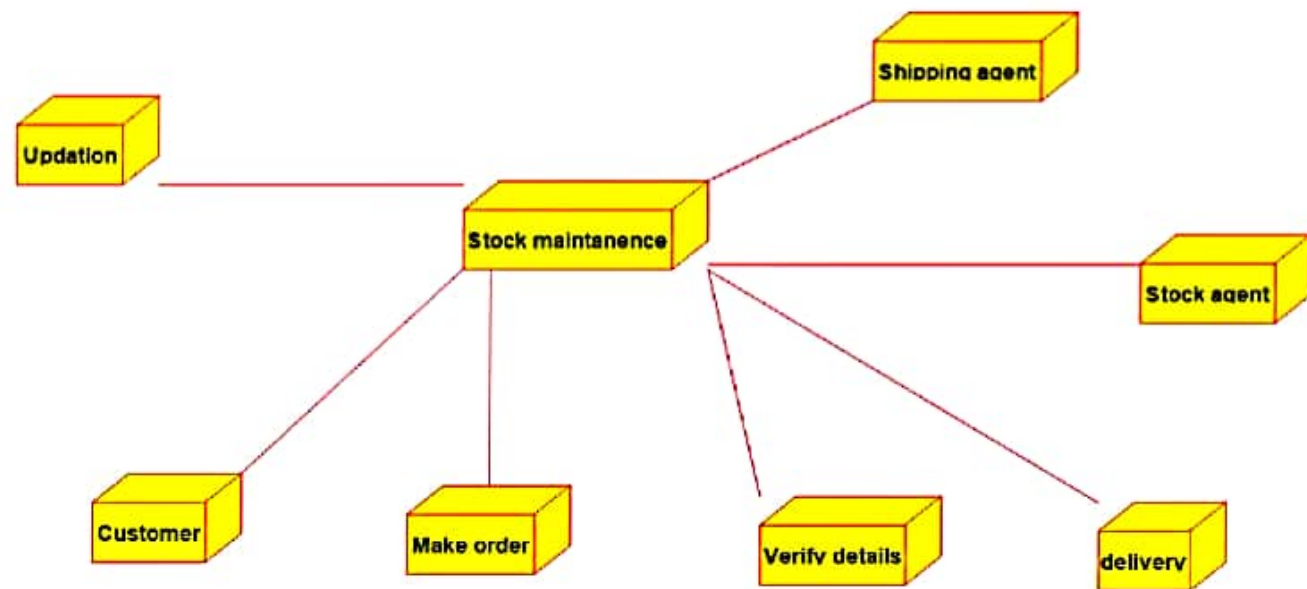 Shipping agent
Updation
Stock maintanence
Stock agent
Customer
Make order
Verify details
delivery